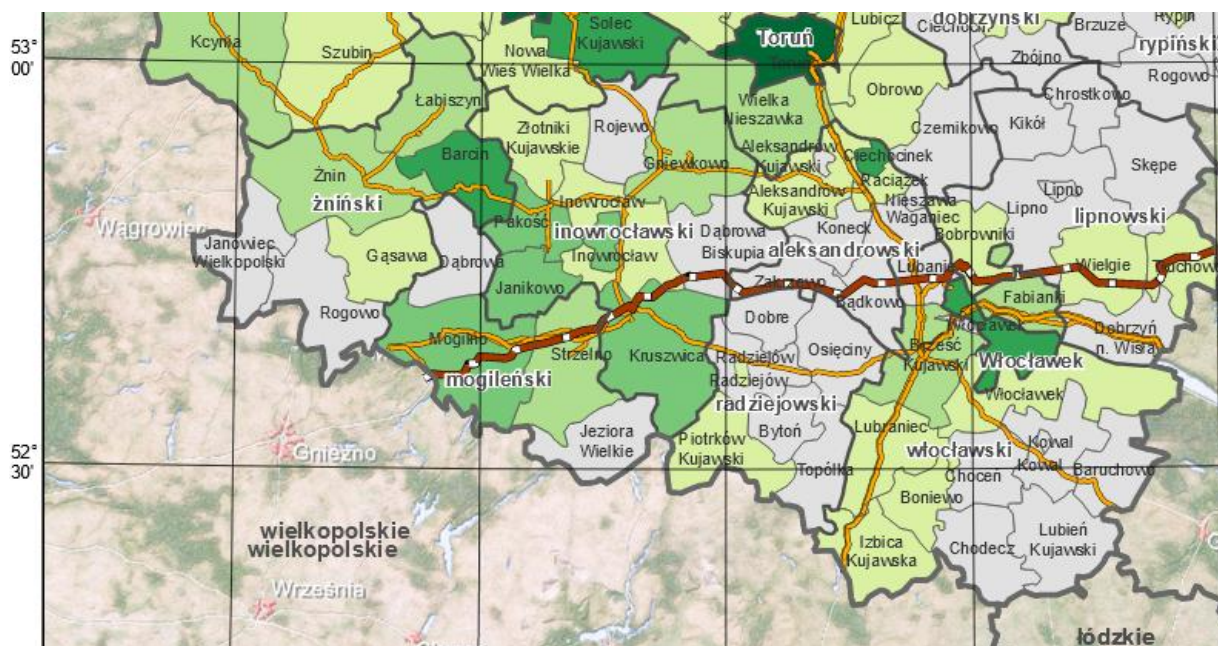 53°
00'
Kcynia
Szubin
Nowa
Wieś Wielka
Solec
Kujawski
Toruń
Toruń
Lubicz
dobrzyński
Ciechocin
Brzuze
Rypin
rypiński
Zbójno
Rogowo
Łabiszyn
Złotniki
Kujawskie
Rojewo
Wielka
Nieszawka
Obrowo
Czernikowo
Chrostkowo
Kikół
Skępe
Barcin
Żnin
żniński
Gniewkowo
Aleksandrów
Kujawski
Ciechocinek
Raciążek
Aleksandrów
Kujawski
Nieszawa
Waganiec
Lipno
Lipno
lipnowski
Inowrocław
Pakość
inowrocławski
Inowrocław
Dąbrowa
Biskupia
Koneck
aleksandrowski
Bobrowniki
Wągrowiec
Janowiec
Wielkopolski
Gąsawa
Dąbrowa
Janikowo
Zakrzewo
Bądkowo
Lubanie
Wielgie
Tłuchowo
Fabianki
Rogowo
Mogilno
Strzelno
mogileński
Kruszwica
Dobre
Radziejów
Osięciny
Radziejów
radziejowski
Włocławek
Brześć
Kujawski
Włocławek
Dobrzyń
n. Wisłą
Włocławek
52°
30'
Gniezno
Jeziora
Wielkie
Piotrków
Kujawski
Bytoń
Topólka
Lubraniec
włocławski
Kowal
Kowal
Choceń
Baruchowo
Boniewo
wielkopolskie
wielkopolskie
Izbica
Kujawska
Chodecz
Lubień
Kujawski
Września
łódzkie